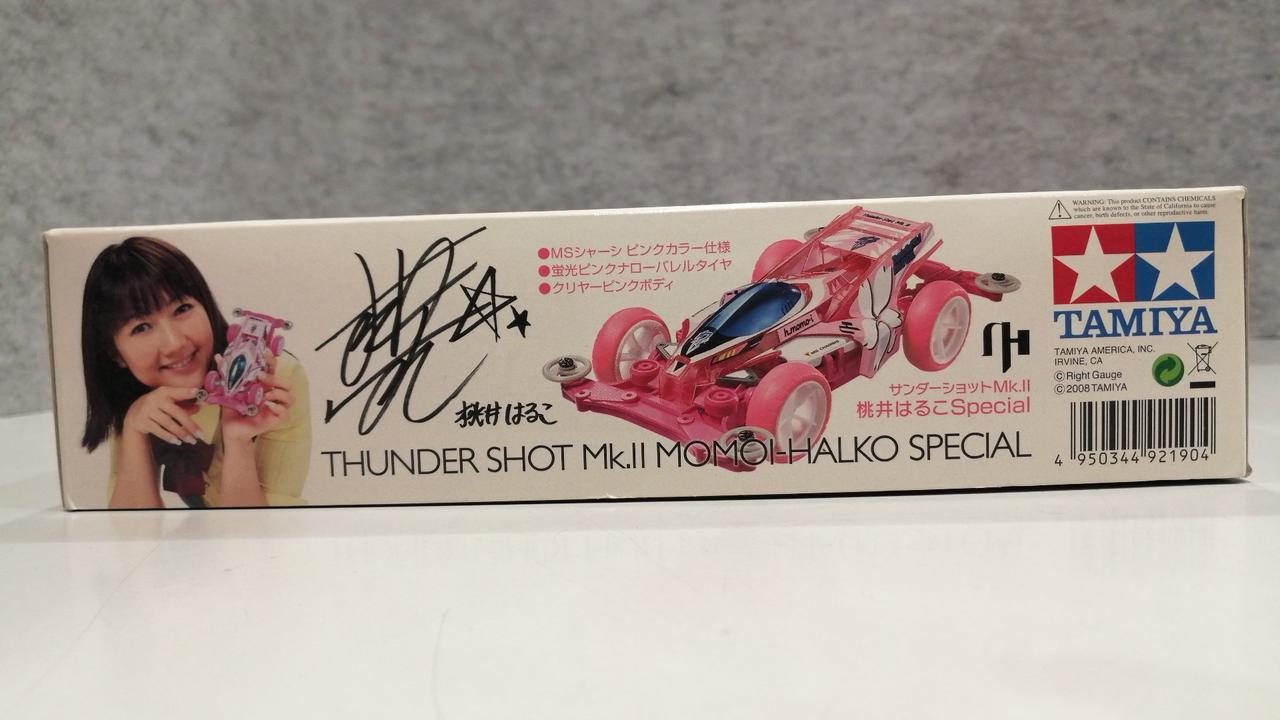 桃井はるこ
●MSシャーシ ピンクカラー仕様
●蛍光ピンクナローバレルタイヤ
●クリヤーピンクボディ
Thunder Shot Mk.II
h.momo-i
サンダーショットMk.II
桃井はるこSpecial
THUNDER SHOT Mk.II MOMOI-HALKO SPECIAL
WARNING: This product CONTAINS CHEMICALS
which are known to the State of California to cause
cancer, birth defects, or other reproductive harm.
TAMIYA
TAMIYA AMERICA, INC.
IRVINE, CA
©Right Gauge
©2008 TAMIYA
4 950344 921904